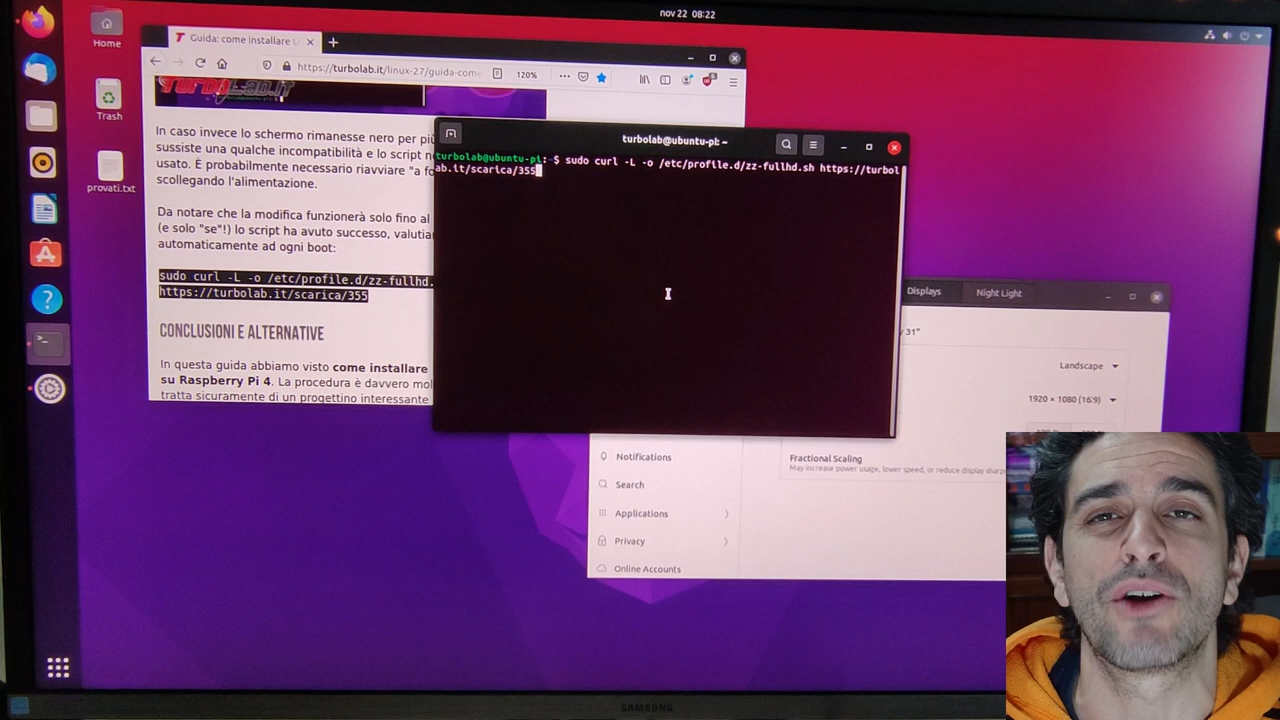 nov 22 08:22
Home
Trash
provati.txt
Guida: come installare U
https://turbolab.it/linux-27/guida-come
120%
TURBOLAB.IT
In caso invece lo schermo rimanesse nero per più
sussiste una qualche incompatibilità e lo script n
usato. È probabilmente necessario riavviare "a fo
scollegando l'alimentazione.
Da notare che la modifica funzionerà solo fino al
(e solo "se"!) lo script ha avuto successo, valutia
automaticamente ad ogni boot:
sudo curl -L -o /etc/profile.d/zz-fullhd.
https://turbolab.it/scarica/355
CONCLUSIONI E ALTERNATIVE
In questa guida abbiamo visto come installare
su Raspberry Pi 4. La procedura è davvero mol
tratta sicuramente di un progettino interessante
turbolab@ubuntu-pi: ~
turbolab@ubuntu-pi:~$ sudo curl -L -o /etc/profile.d/zz-fullhd.sh https://turbol
ab.it/scarica/355
Displays
Night Light
31"
Landscape
1920 × 1080 (16:9)
Fractional Scaling
May increase power usage, lower speed, or reduce display sharp
Notifications
Search
Applications
Privacy
Online Accounts
SAMSUNG